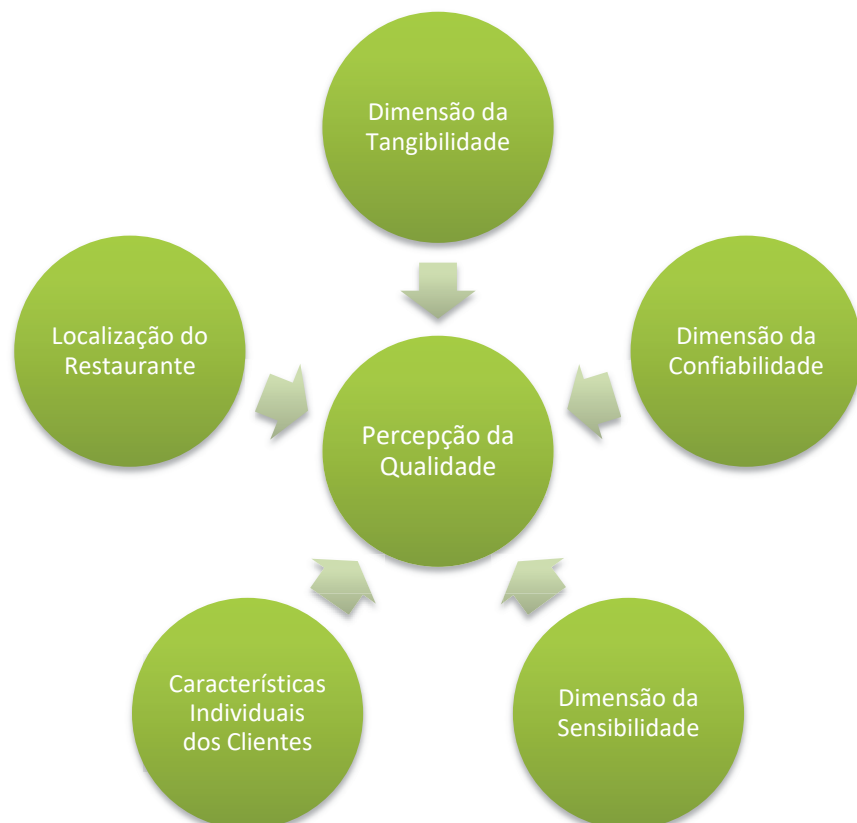 Dimensão da
Tangibilidade
Localização do
Restaurante
Dimensão da
Confiabilidade
Percepção da
Qualidade
Características
Individuais
dos Clientes
Dimensão da
Sensibilidade